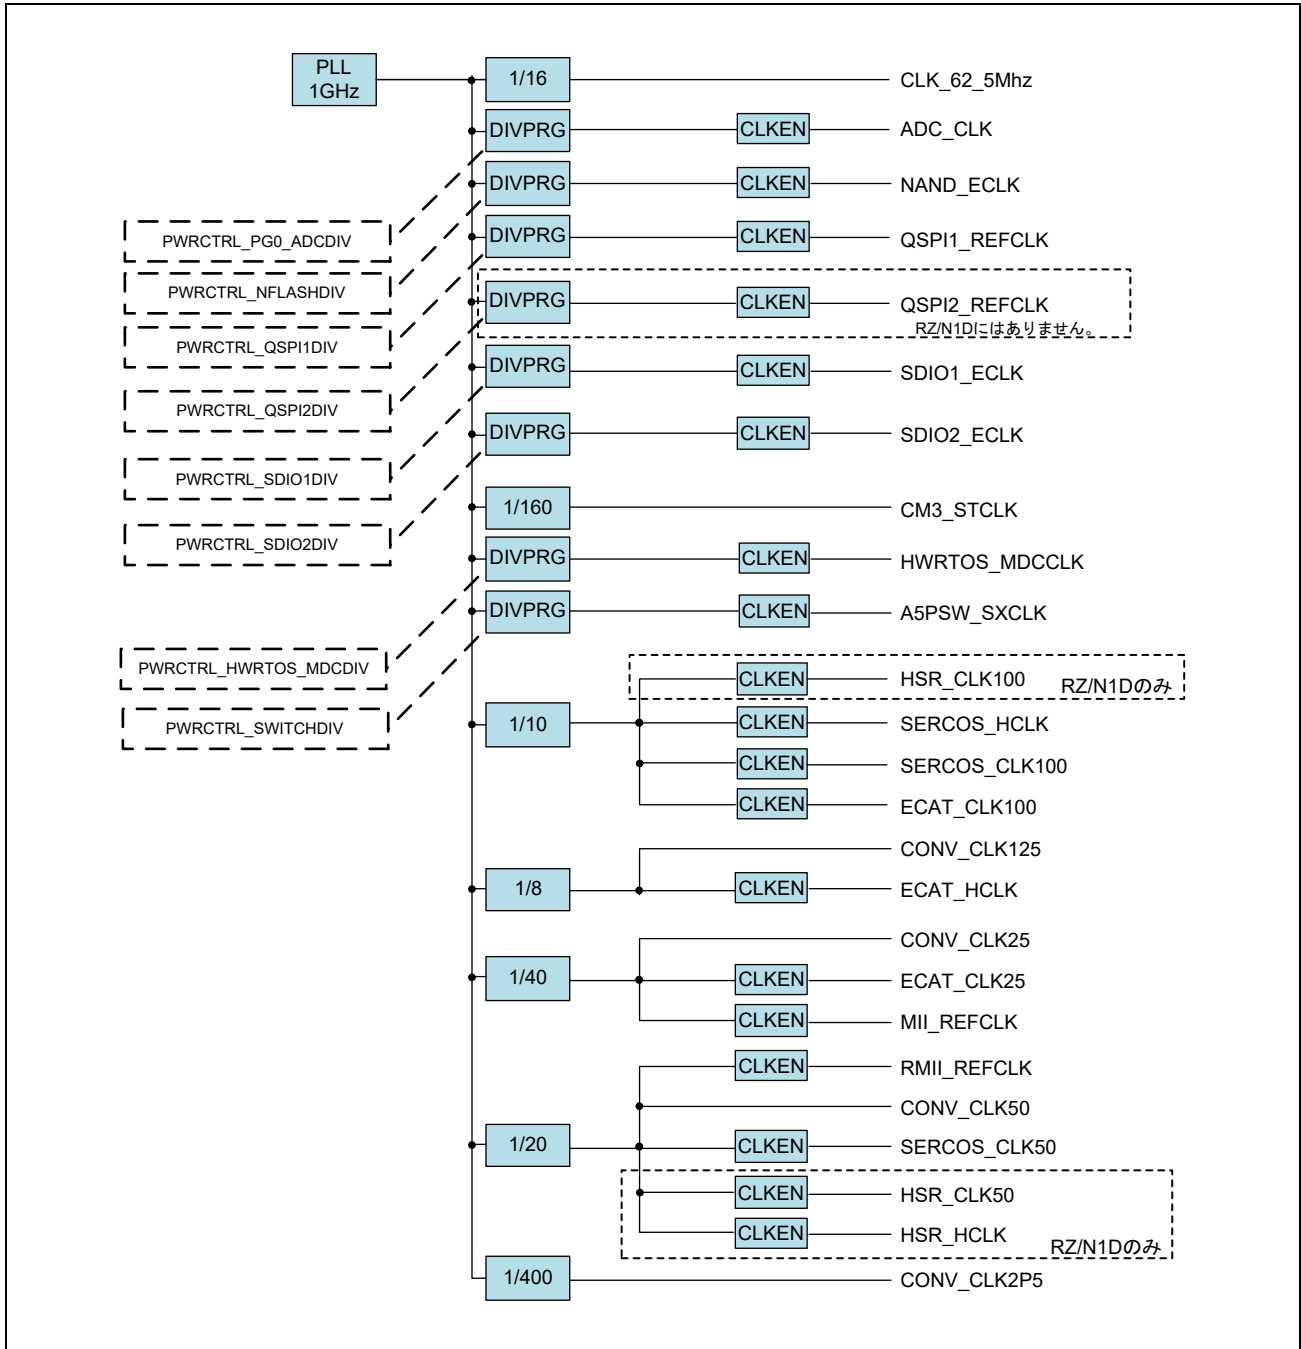 PLL
1GHz
1/16
CLK_62_5Mhz
DIVPRG
CLKEN
ADC_CLK
DIVPRG
CLKEN
NAND_ECLK
PWRCTRL_PG0_ADCDIV
DIVPRG
CLKEN
QSPI1_REFCLK
PWRCTRL_NFLASHDIV
DIVPRG
CLKEN
QSPI2_REFCLK
RZ/N1Dにはありません。
PWRCTRL_QSPI1DIV
DIVPRG
CLKEN
SDIO1_ECLK
PWRCTRL_QSPI2DIV
DIVPRG
CLKEN
SDIO2_ECLK
PWRCTRL_SDIO1DIV
1/160
CM3_STCLK
PWRCTRL_SDIO2DIV
DIVPRG
CLKEN
HWRTOS_MDCCLK
DIVPRG
CLKEN
A5PSW_SXCLK
PWRCTRL_HWRTOS_MDCDIV
CLKEN
HSR_CLK100
RZ/N1Dのみ
PWRCTRL_SWITCHDIV
1/10
CLKEN
SERCOS_HCLK
CLKEN
SERCOS_CLK100
CLKEN
ECAT_CLK100
CONV_CLK125
1/8
CLKEN
ECAT_HCLK
CONV_CLK25
1/40
CLKEN
ECAT_CLK25
CLKEN
MII_REFCLK
CLKEN
RMII_REFCLK
CONV_CLK50
1/20
CLKEN
SERCOS_CLK50
CLKEN
HSR_CLK50
CLKEN
HSR_HCLK
RZ/N1Dのみ
1/400
CONV_CLK2P5